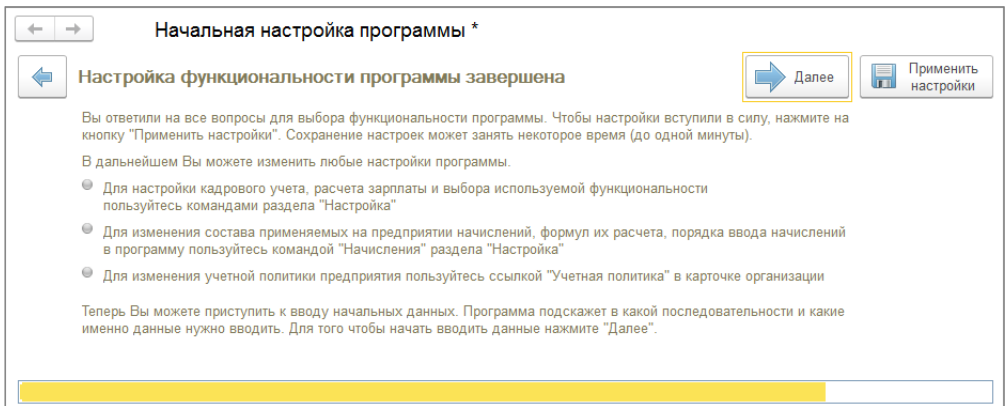 Начальная настройка программы *
Настройка функциональности программы завершена
Далее
Применить
настройки
Вы ответили на все вопросы для выбора функциональности программы. Чтобы настройки вступили в силу, нажмите на
кнопку "Применить настройки". Сохранение настроек может занять некоторое время (до одной минуты).
В дальнейшем Вы можете изменить любые настройки программы.
Для настройки кадрового учета, расчета зарплаты и выбора используемой функциональности
пользуйтесь командами раздела "Настройка"
Для изменения состава применяемых на предприятии начислений, формул их расчета, порядка ввода начислений
в программу пользуйтесь командой "Начисления" раздела "Настройка"
Для изменения учетной политики предприятия пользуйтесь ссылкой "Учетная политика" в карточке организации
Теперь Вы можете приступить к вводу начальных данных. Программа подскажет в какой последовательности и какие
именно данные нужно вводить. Для того чтобы начать вводить данные нажмите "Далее".